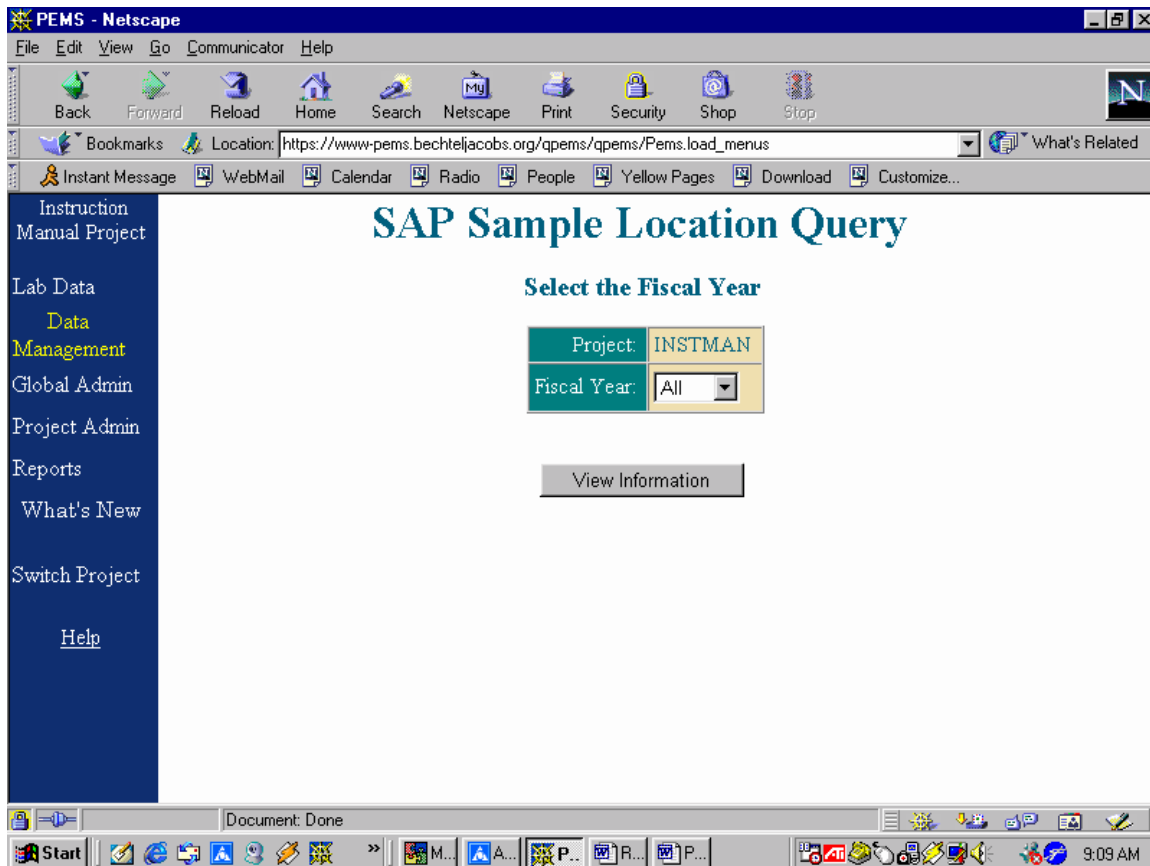 PEMS - Netscape
File Edit View Go Communicator Help
Back Forward Reload Home Search Netscape Print Security Shop Stop
My
N
Bookmarks Location: https://www-pems.bechteljacobs.org/qpems/qpems/Pems.load_menus What's Related
Instant Message WebMail Calendar Radio People Yellow Pages Download Customize...
Instruction
Manual Project
Lab Data
Data
Management
Global Admin
Project Admin
Reports
What's New
Switch Project
Help
SAP Sample Location Query
Select the Fiscal Year
Project: INSTMAN
Fiscal Year: All
View Information
Document: Done
Start » M... A... P... R... P... ATI 9:09 AM